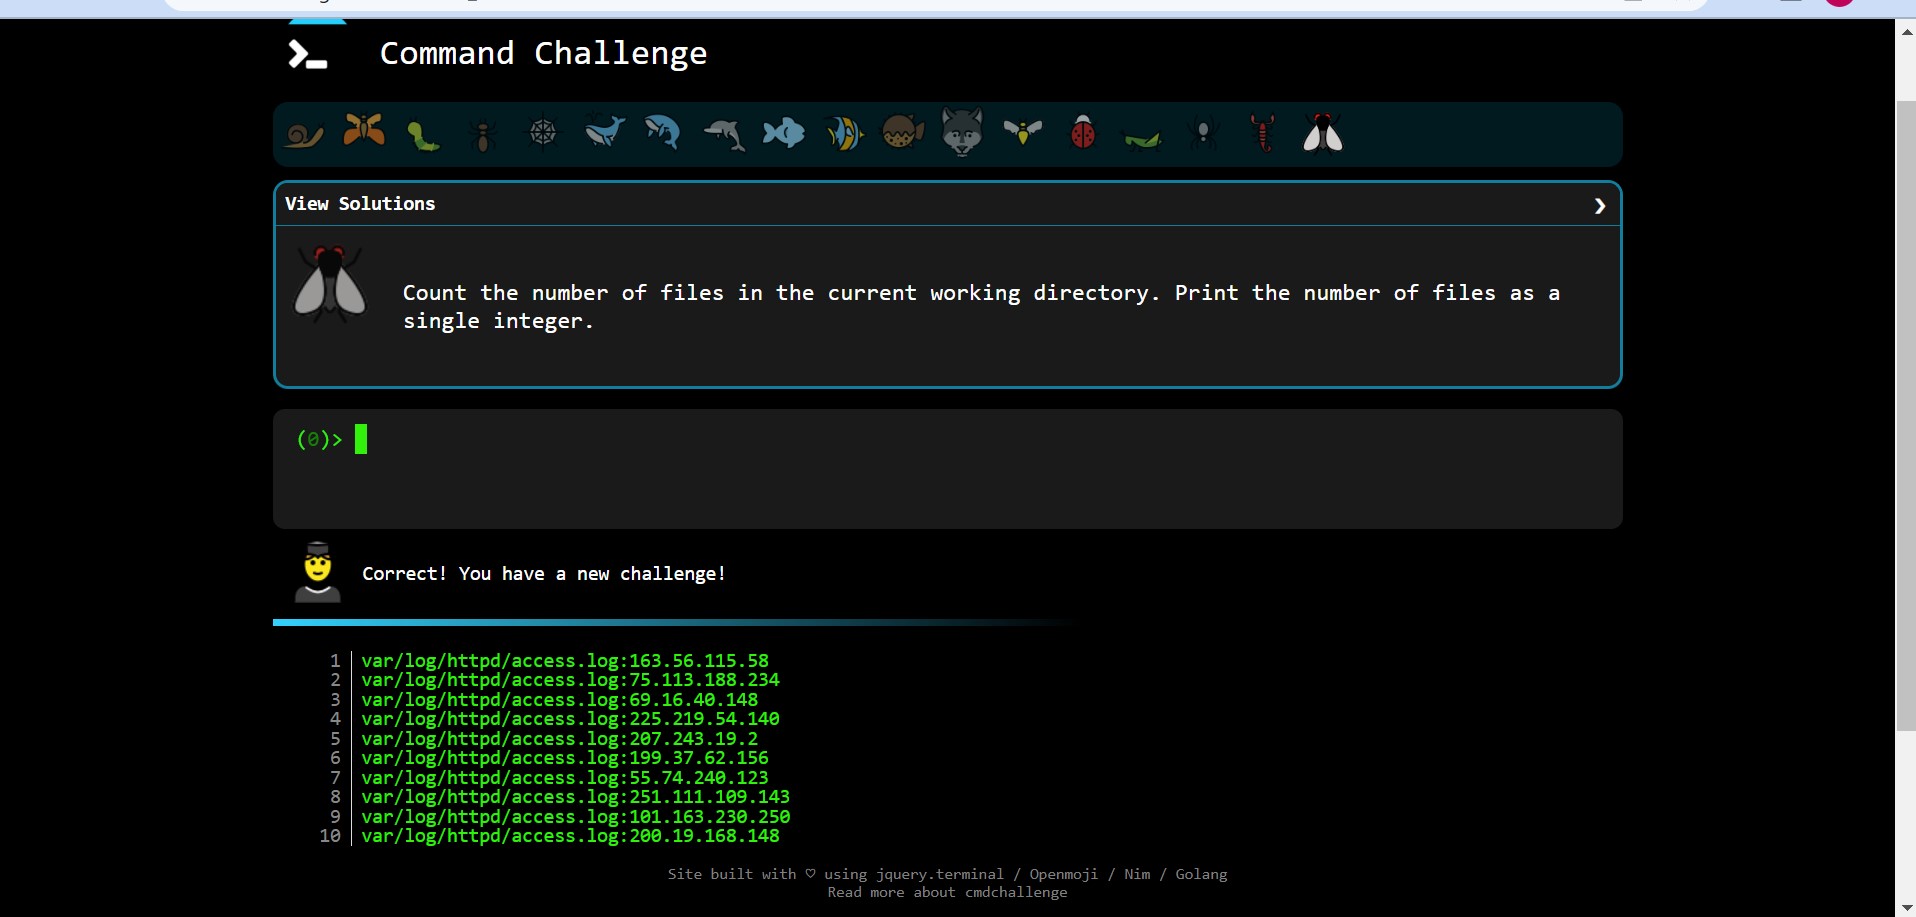 Command Challenge
View Solutions
Count the number of files in the current working directory. Print the number of files as a
single integer.
(0)>
Correct! You have a new challenge!
1 var/log/httpd/access.log:163.56.115.58
2 var/log/httpd/access.log:75.113.188.234
3 var/log/httpd/access.log:69.16.40.148
4 var/log/httpd/access.log:225.219.54.140
5 var/log/httpd/access.log:207.243.19.2
6 var/log/httpd/access.log:199.37.62.156
7 var/log/httpd/access.log:55.74.240.123
8 var/log/httpd/access.log:251.111.109.143
9 var/log/httpd/access.log:101.163.230.250
10 var/log/httpd/access.log:200.19.168.148
Site built with ♡ using jquery.terminal / Openmoji / Nim / Golang
Read more about cmdchallenge